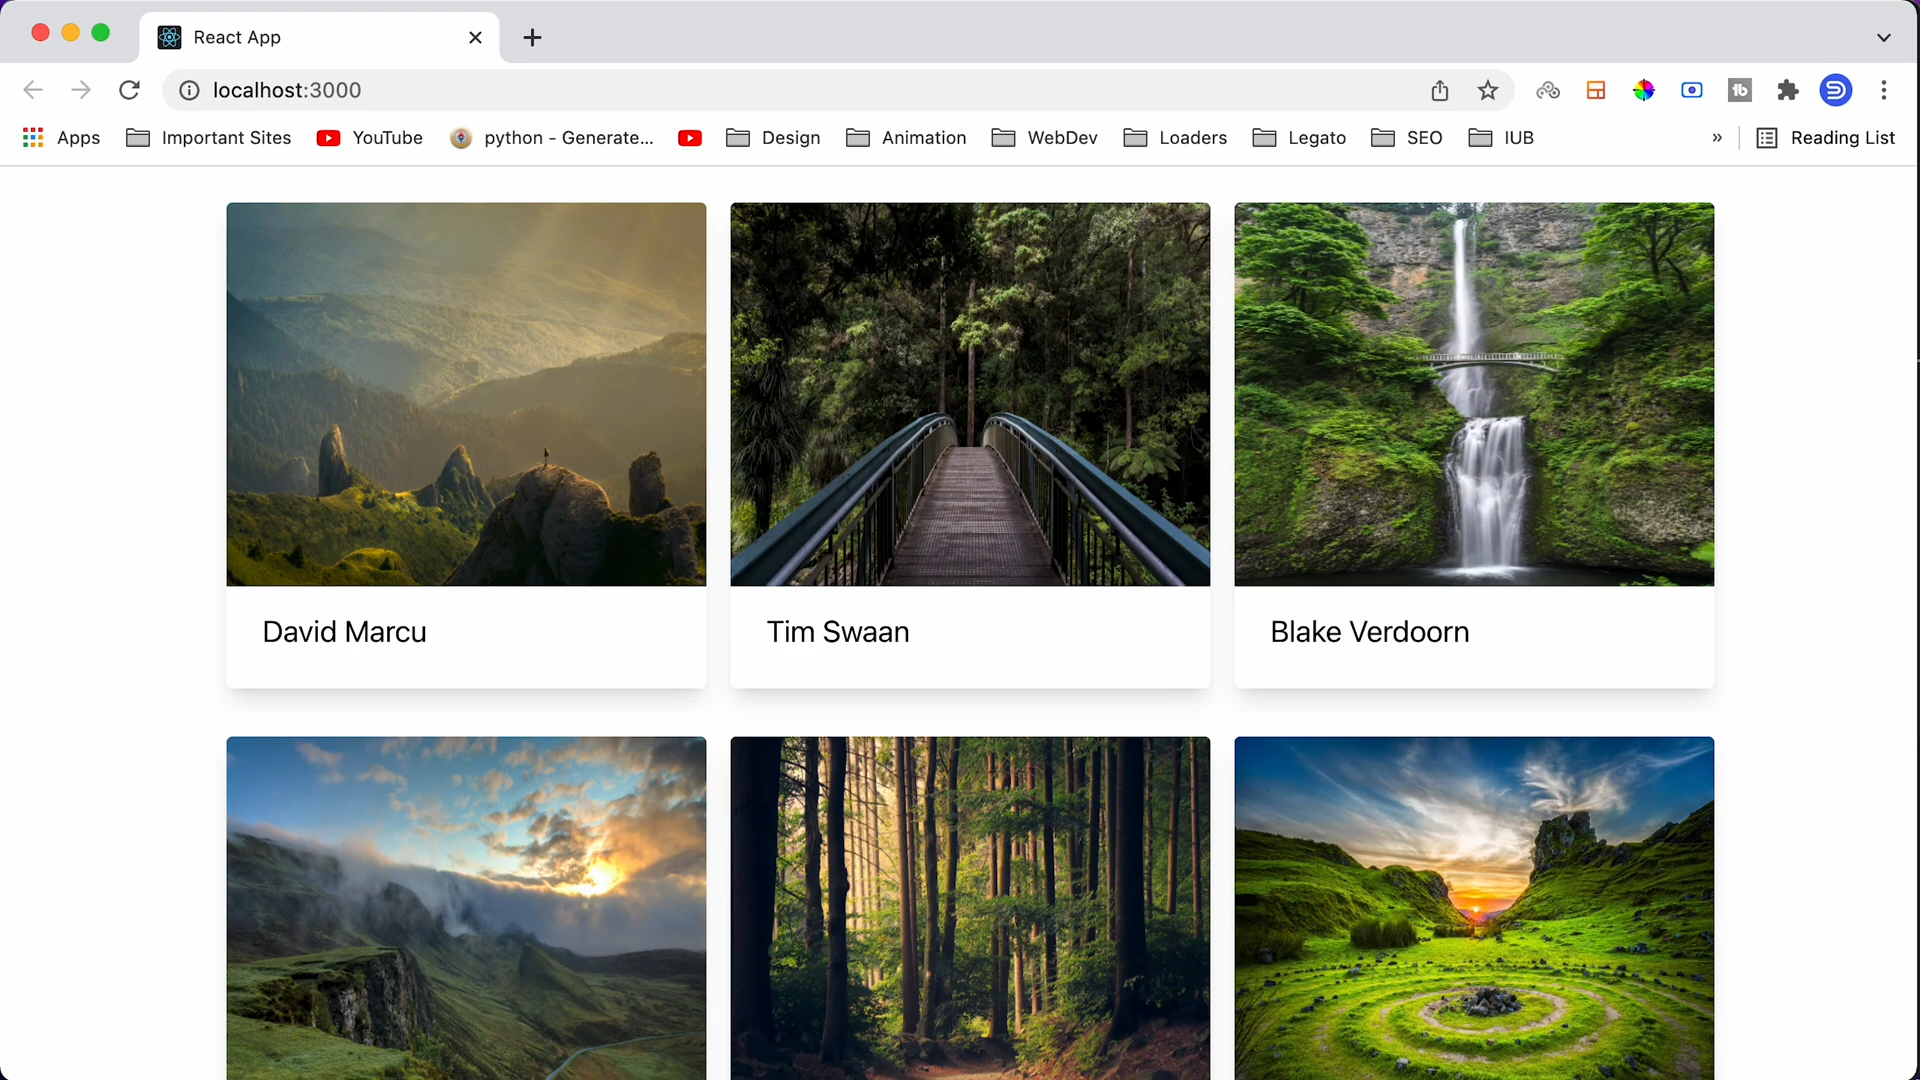 React App
localhost:3000
Apps Important Sites YouTube python - Generate... Design Animation WebDev Loaders Legato SEO IUB » Reading List
tb
David Marcu Tim Swaan Blake Verdoorn